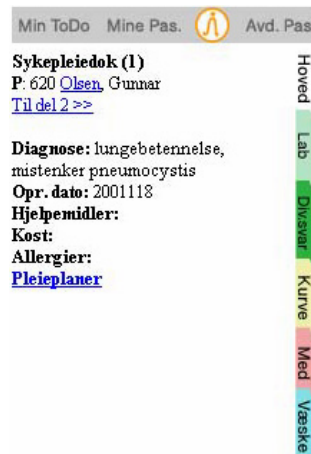 Min ToDo Mine Pas. Avd. Pas
Sykepleiedok (1)
P: 620 Olsen, Gunnar
Til del 2 >>
Diagnose: lungebetennelse,
mistenker pneumocystis
Opr. dato: 2001118
Hjelpemidler:
Kost:
Allergier:
Pleieplaner
Hoved
Lab
Div.svar
Kurve
Med
Væske